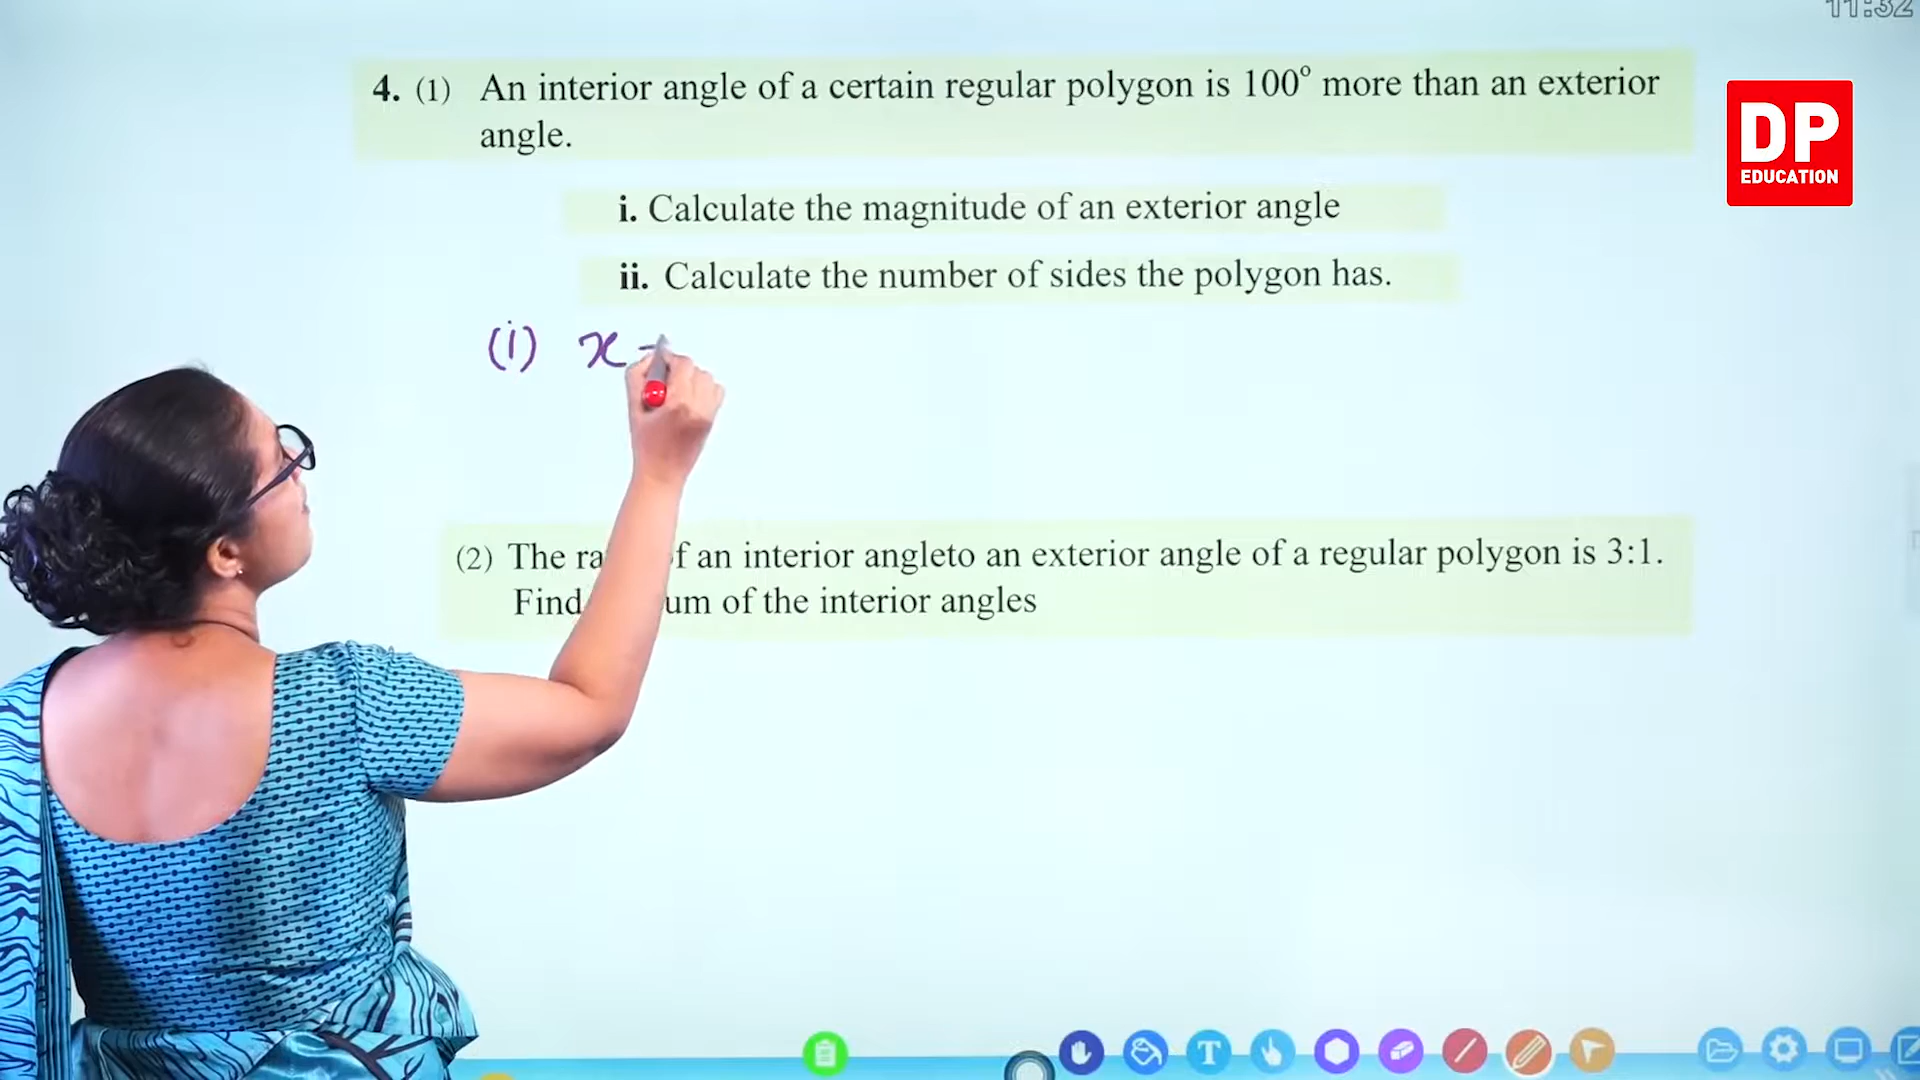 11:32
4. (1) An interior angle of a certain regular polygon is 100° more than an exterior
angle.
DP
EDUCATION
i. Calculate the magnitude of an exterior angle
ii. Calculate the number of sides the polygon has.
(i) x
(2) The f an interior angleto an exterior angle of a regular polygon is 3:1.
Find um of the interior angles
T